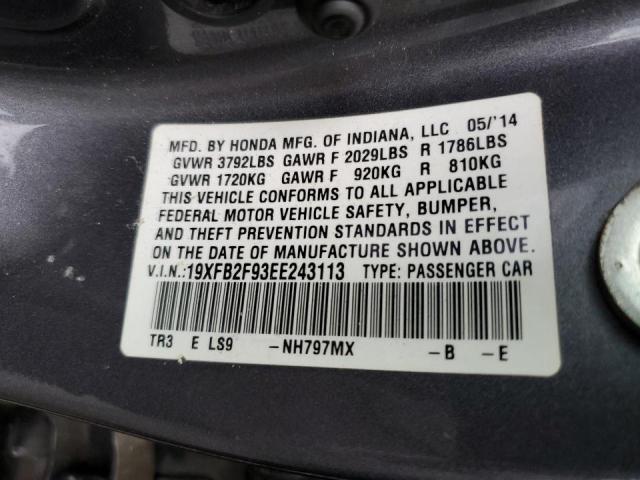 MFD. BY HONDA MFG. OF INDIANA, LLC 05/'14
GVWR 3792LBS GAWR F 2029LBS R 1786LBS
GVWR 1720KG GAWR F 920KG R 810KG
THIS VEHICLE CONFORMS TO ALL APPLICABLE
FEDERAL MOTOR VEHICLE SAFETY, BUMPER,
AND THEFT PREVENTION STANDARDS IN EFFECT
ON THE DATE OF MANUFACTURE SHOWN ABOVE.
V.I.N.:19XFB2F93EE243113 TYPE: PASSENGER CAR
TR3 E LS9 -NH797MX -B -E